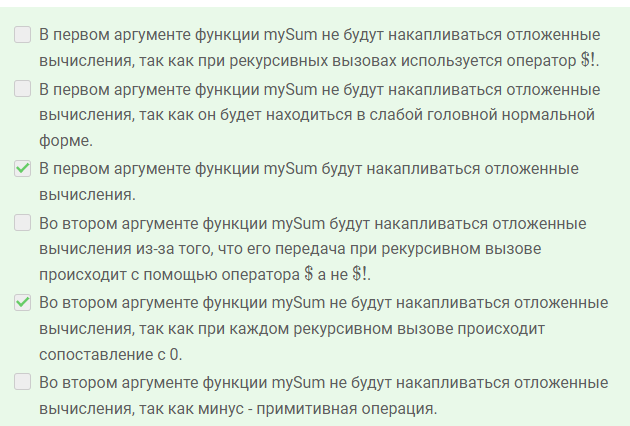 В первом аргументе функции mySum не будут накапливаться отложенные
вычисления, так как при рекурсивных вызовах используется оператор $!.
В первом аргументе функции mySum не будут накапливаться отложенные
вычисления, так как он будет находиться в слабой головной нормальной
форме.
В первом аргументе функции mySum будут накапливаться отложенные
вычисления.
Во втором аргументе функции mySum будут накапливаться отложенные
вычисления из-за того, что его передача при рекурсивном вызове
происходит с помощью оператора $ а не $!.
Во втором аргументе функции mySum не будут накапливаться отложенные
вычисления, так как при каждом рекурсивном вызове происходит
сопоставление с 0.
Во втором аргументе функции mySum не будут накапливаться отложенные
вычисления, так как минус - примитивная операция.